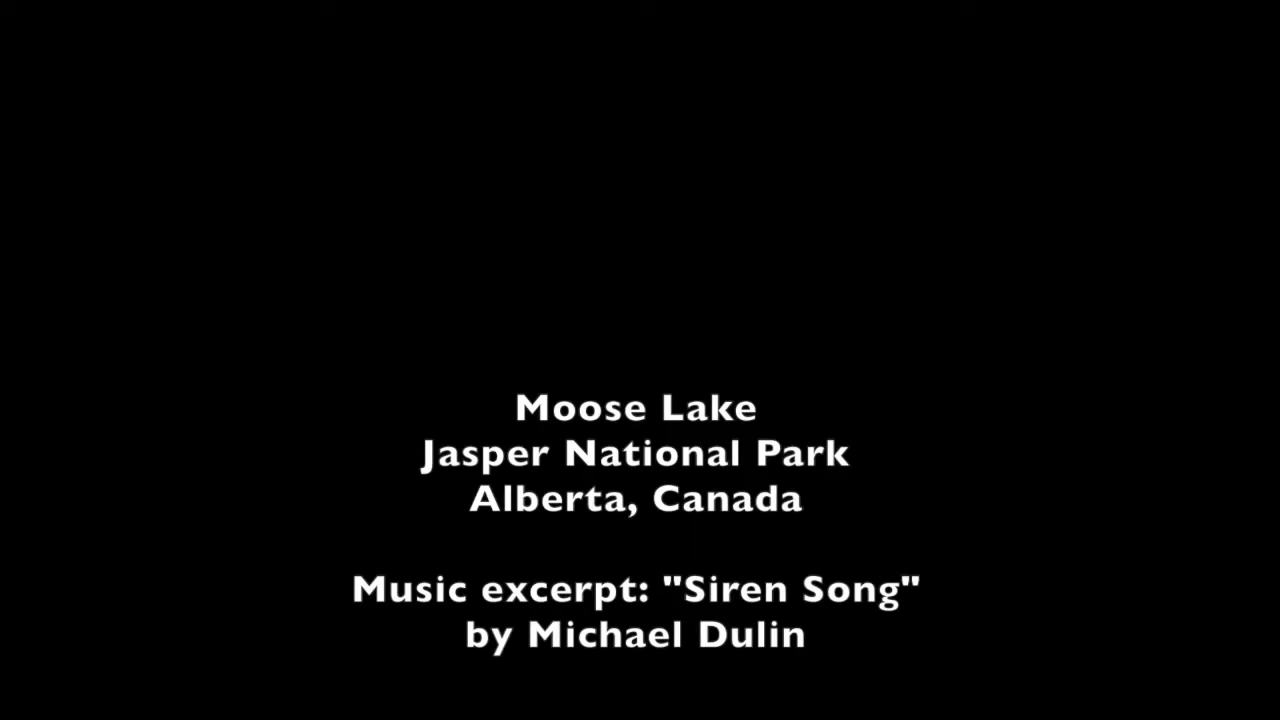 Moose Lake
Jasper National Park
Alberta, Canada
Music excerpt: "Siren Song"
by Michael Dulin